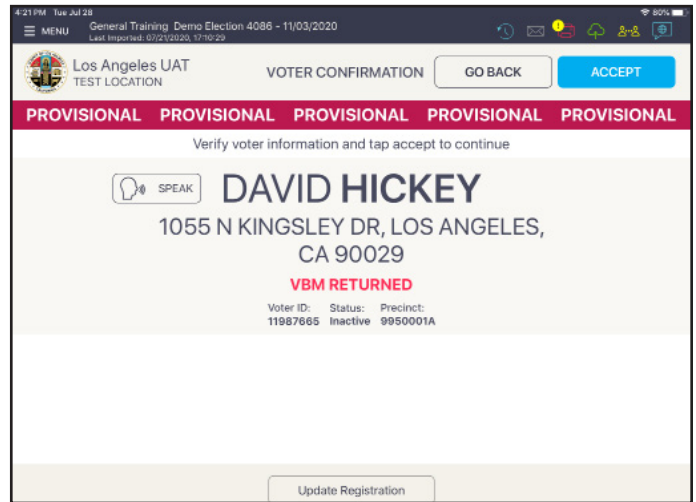 4:21 PM Tue Jul 28
80%
MENU
General Training Demo Election 4086 - 11/03/2020
Last Imported: 07/21/2020, 17:10:29
Los Angeles UAT
TEST LOCATION
VOTER CONFIRMATION
GO BACK
ACCEPT
PROVISIONAL PROVISIONAL PROVISIONAL PROVISIONAL PROVISIONAL
Verify voter information and tap accept to continue
SPEAK
DAVID HICKEY
1055 N KINGSLEY DR, LOS ANGELES,
CA 90029
VBM RETURNED
Voter ID: Status: Precinct:
11987665 Inactive 9950001A
Update Registration